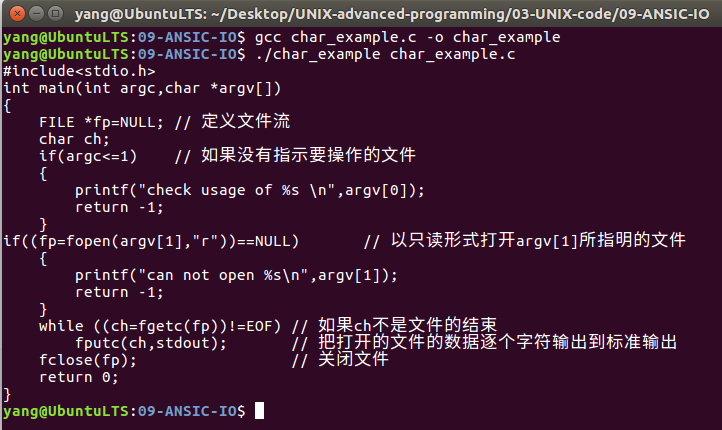 yang@UbuntuLTS: ~/Desktop/UNIX-advanced-programming/03-UNIX-code/09-ANSIC-IO
yang@UbuntuLTS:09-ANSIC-IO$ gcc char_example.c -o char_example
yang@UbuntuLTS:09-ANSIC-IO$ ./char_example char_example.c
#include<stdio.h>
int main(int argc,char *argv[])
{
    FILE *fp=NULL; // 定义文件流
    char ch;
    if(argc<=1)    // 如果没有指示要操作的文件
    {
        printf("check usage of %s \n",argv[0]);
        return -1;
    }
if((fp=fopen(argv[1],"r"))==NULL)       // 以只读形式打开argv[1]所指明的文件
    {
        printf("can not open %s\n",argv[1]);
        return -1;
    }
    while ((ch=fgetc(fp))!=EOF) // 如果ch不是文件的结束
        fputc(ch,stdout);       // 把打开的文件的数据逐个字符输出到标准输出
    fclose(fp);                 // 关闭文件
    return 0;
}
yang@UbuntuLTS:09-ANSIC-IO$